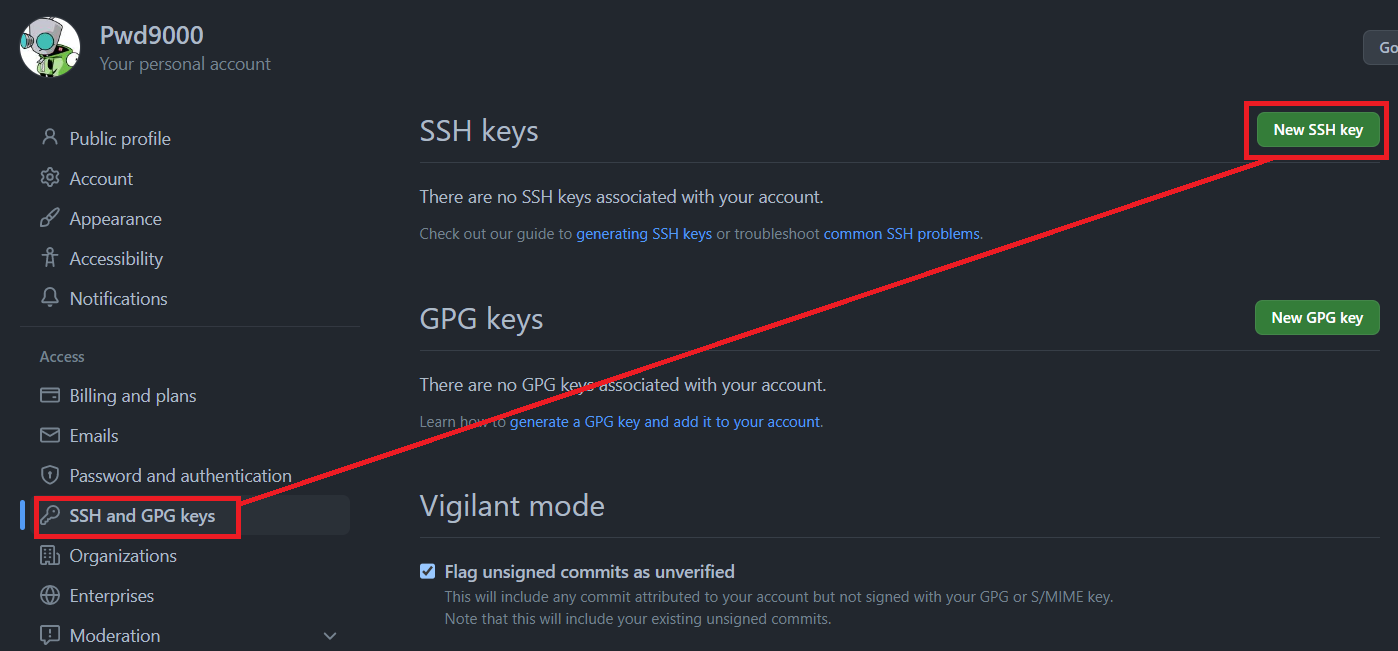 Pwd9000
Your personal account
Go
Public profile
Account
Appearance
Accessibility
Notifications
Access
Billing and plans
Emails
Password and authentication
SSH and GPG keys
Organizations
Enterprises
Moderation
SSH keys
New SSH key
There are no SSH keys associated with your account.
Check out our guide to generating SSH keys or troubleshoot common SSH problems.
GPG keys
New GPG key
There are no GPG keys associated with your account.
Learn how to generate a GPG key and add it to your account.
Vigilant mode
Flag unsigned commits as unverified
This will include any commit attributed to your account but not signed with your GPG or S/MIME key.
Note that this will include your existing unsigned commits.